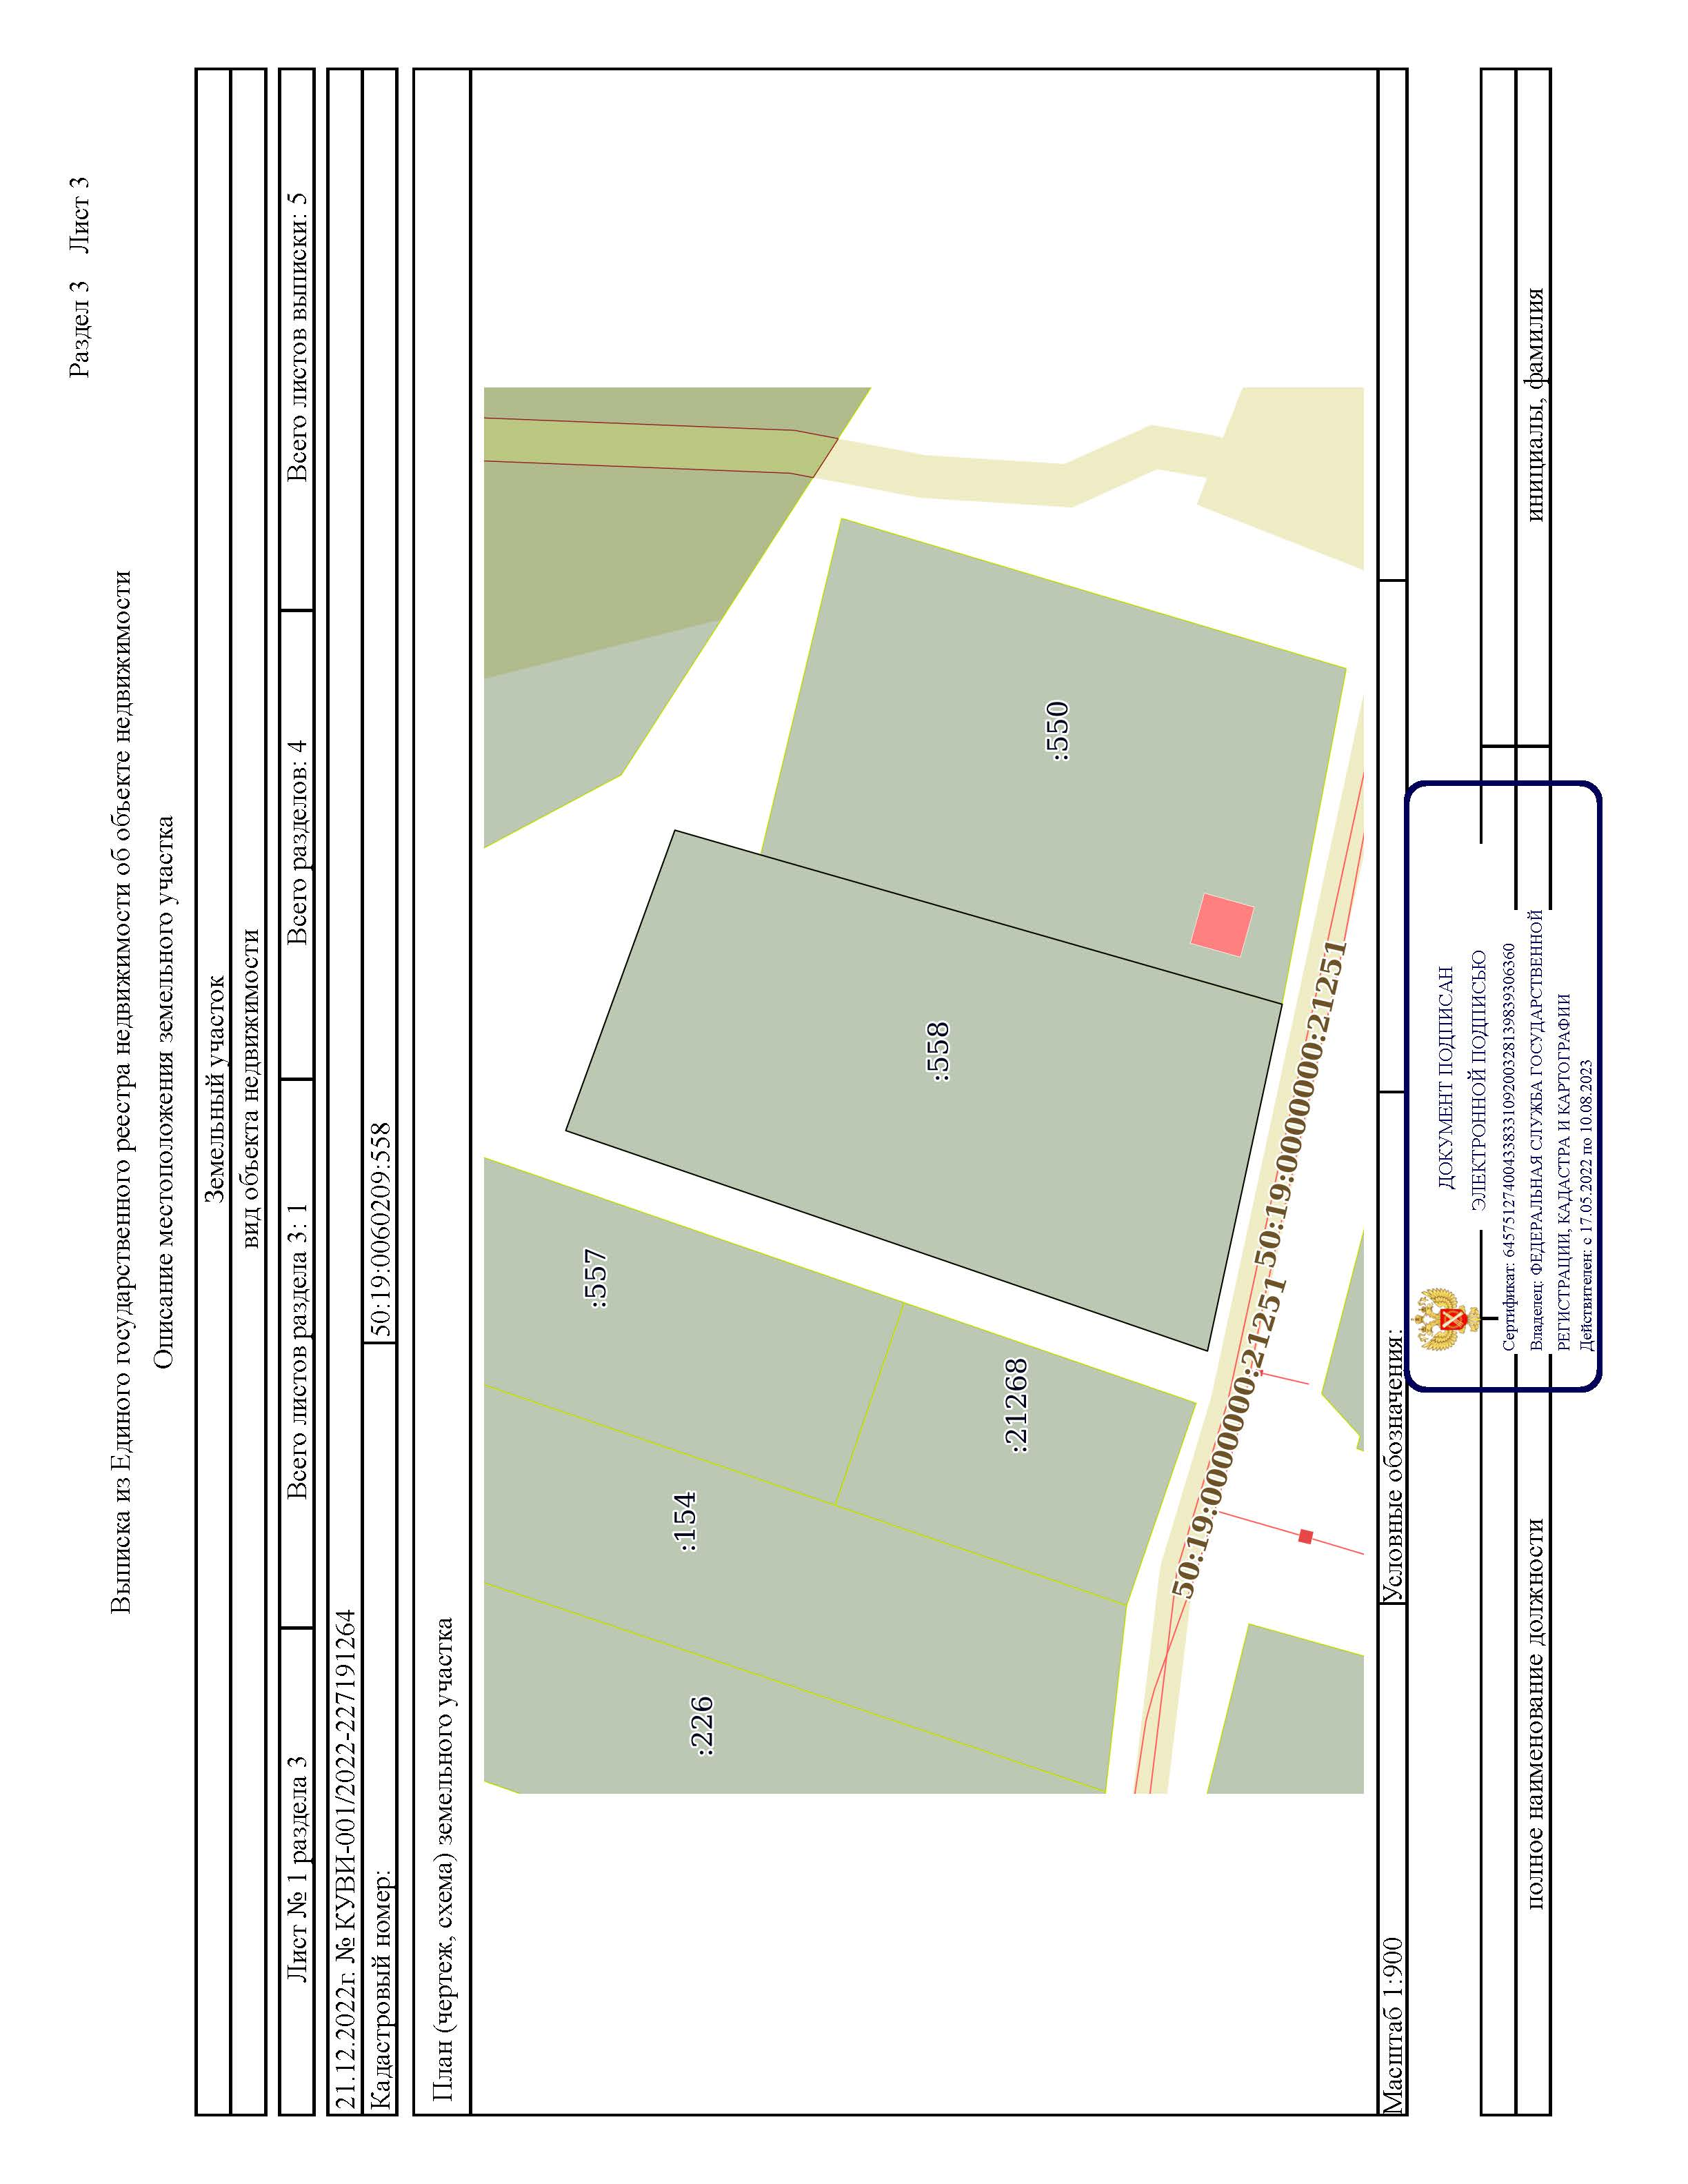 Раздел 3 Лист 3
Выписка из Единого государственного реестра недвижимости об объекте недвижимости
Описание местоположения земельного участка
Земельный участок
вид объекта недвижимости
Лист № 1 раздела 3 Всего листов раздела 3: 1 Всего разделов: 4 Всего листов выписки: 5
21.12.2022г. № КУВИ-001/2022-227191264
Кадастровый номер: 50:19:0060209:558
План (чертеж, схема) земельного участка
:557
:154
:226
:558
:21268
:550
50:19:0000000:21251
50:19:0000000:21251
Масштаб 1:900 Условные обозначения:
ДОКУМЕНТ ПОДПИСАН
ЭЛЕКТРОННОЙ ПОДПИСЬЮ
Сертификат: 64575127400433833109200328139839306360
Владелец: ФЕДЕРАЛЬНАЯ СЛУЖБА ГОСУДАРСТВЕННОЙ
РЕГИСТРАЦИИ, КАДАСТРА И КАРТОГРАФИИ
Действителен: с 17.05.2022 по 10.08.2023
полное наименование должности инициалы, фамилия